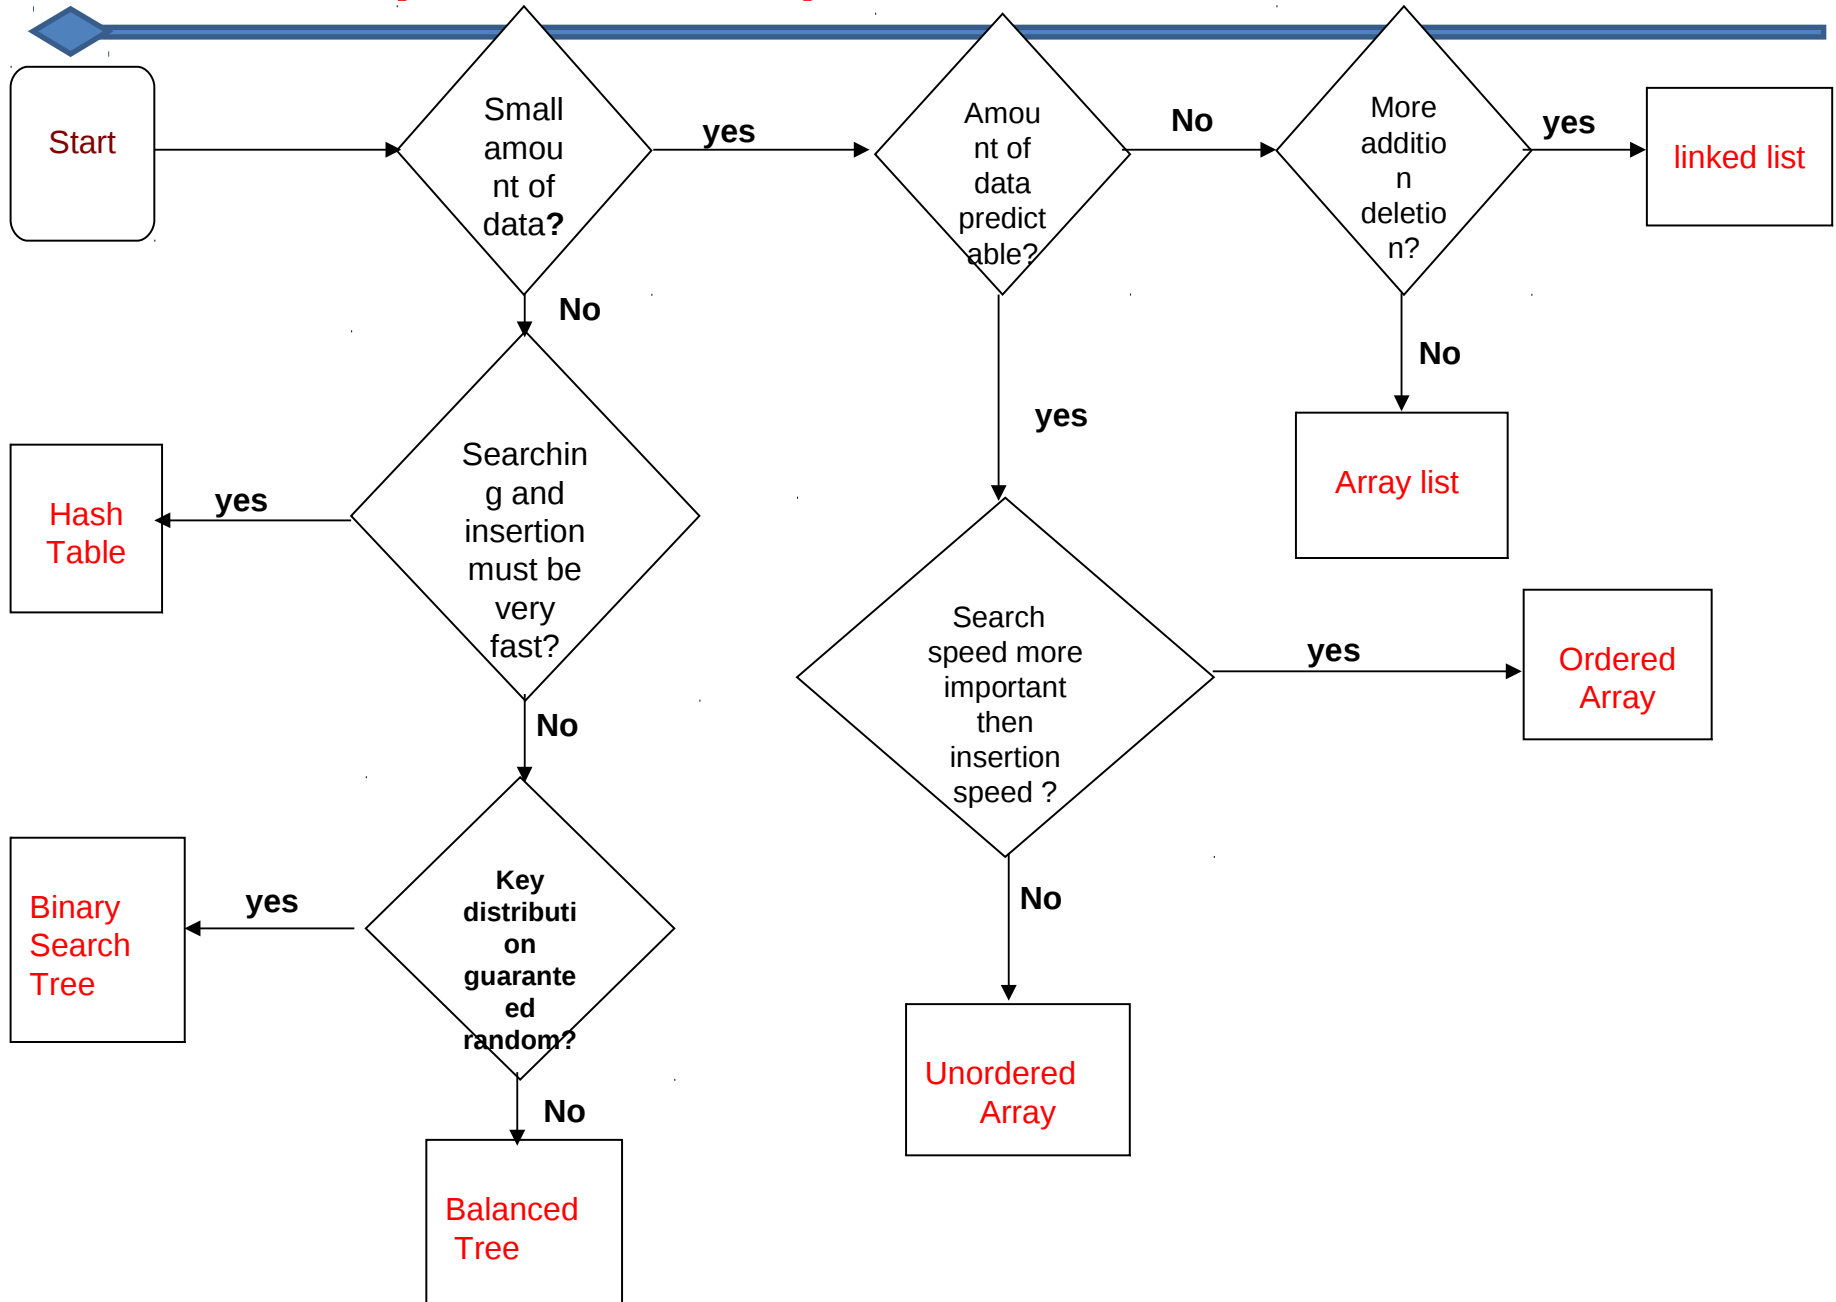 Start
Small
amou
nt of
data?
yes
Amou
nt of
data
predict
able?
No
More
additio
n
deletio
n?
yes
linked list
No
No
Array list
yes
Searchin
g and
insertion
must be
very
fast?
yes
Hash
Table
Search
speed more
important
then
insertion
speed ?
yes
Ordered
Array
No
Key
distributi
on
guarante
ed
random?
yes
Binary
Search
Tree
No
Unordered
Array
No
Balanced
Tree